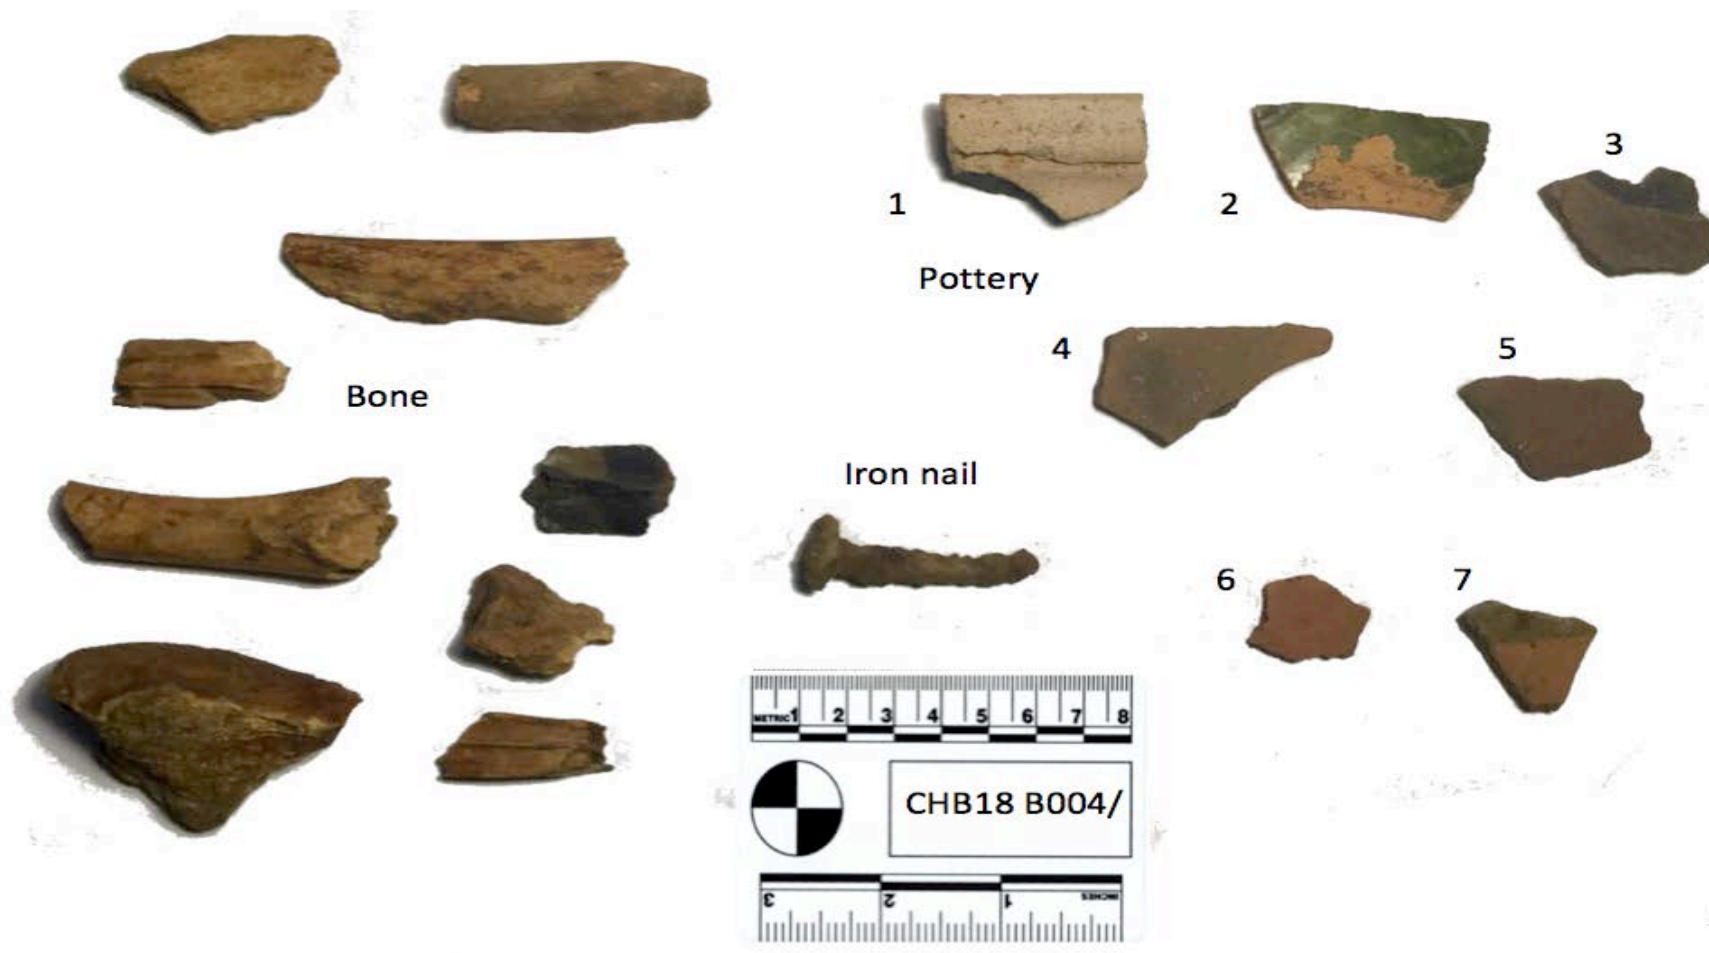 1
2
3
Pottery
4
5
Bone
Iron nail
6
7
METRIC 1 2 3 4 5 6 7 8
CHB18 B004/
3 2 1 INCHES